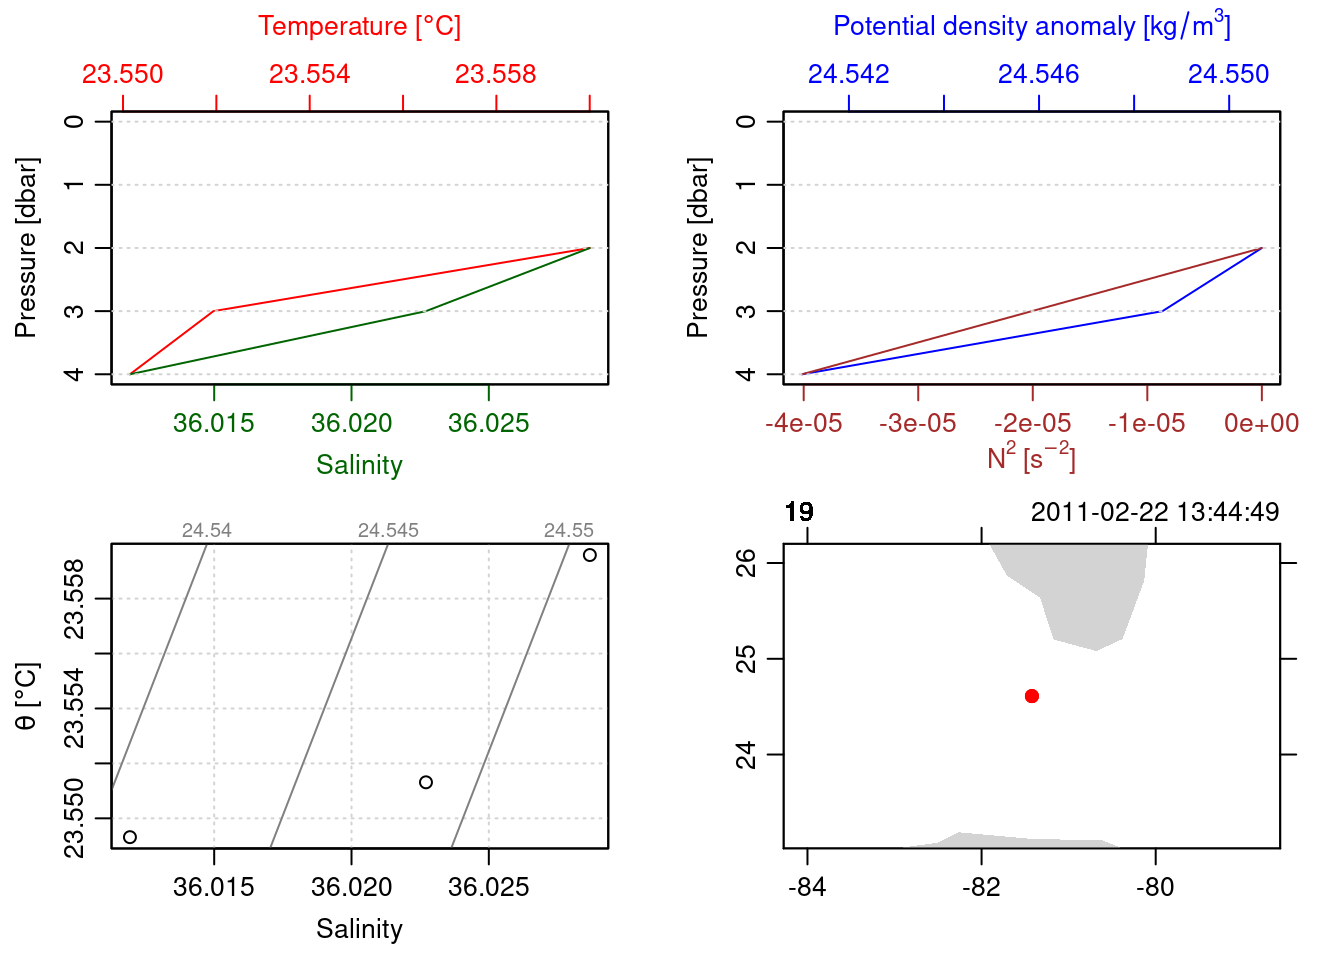 Temperature [°C]
23.550 23.554 23.558
Pressure [dbar]
0
1
2
3
4
36.015 36.020 36.025
Salinity
Potential density anomaly [kg/m³]
24.542 24.546 24.550
Pressure [dbar]
0
1
2
3
4
-4e-05 -3e-05 -2e-05 -1e-05 0e+00
N² [s⁻²]
24.54 24.545 24.55
θ [°C]
23.558
23.554
23.550
36.015 36.020 36.025
Salinity
19 2011-02-22 13:44:49
26
25
24
-84 -82 -80